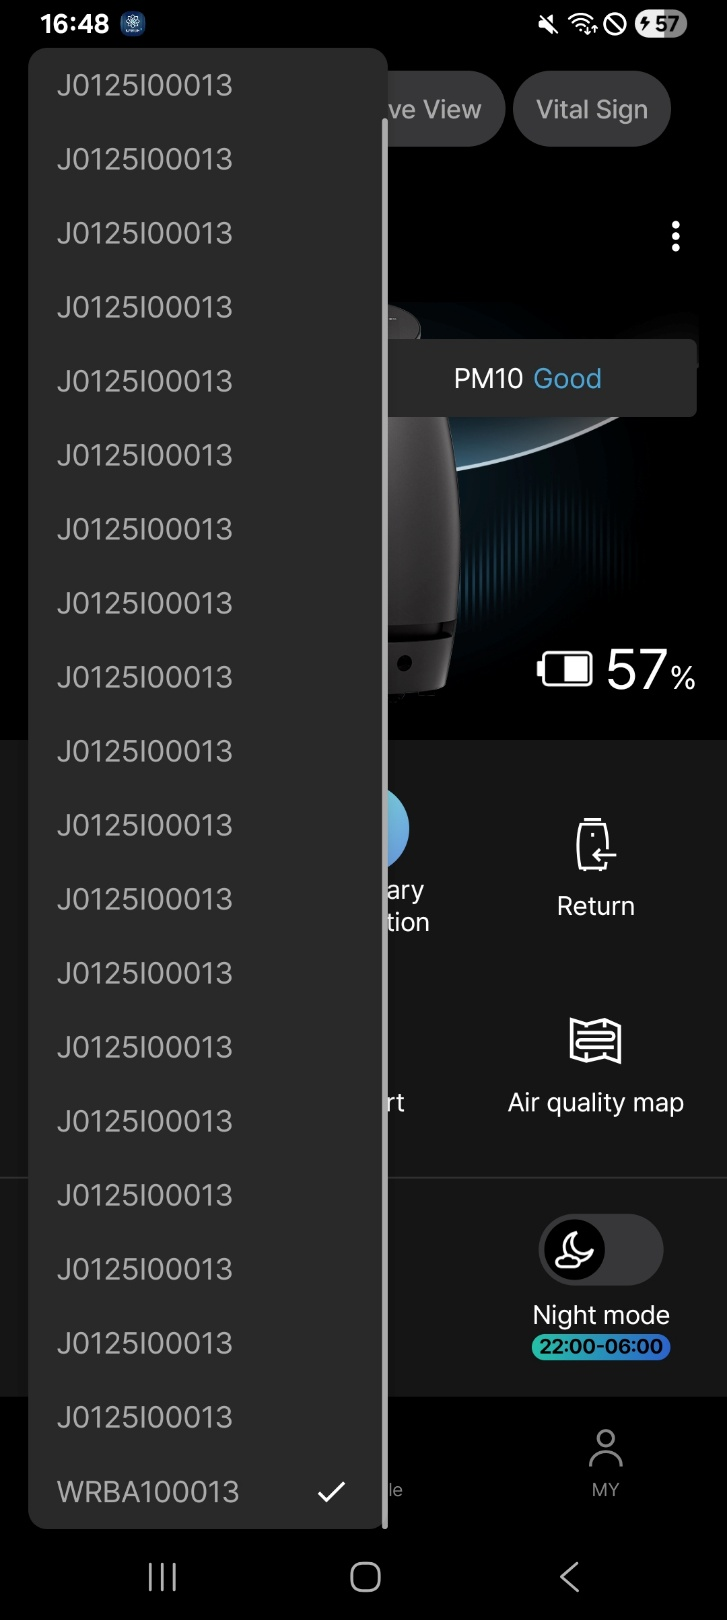 16:48
57
J0125I00013
ve View
Vital Sign
J0125I00013
J0125I00013
J0125I00013
J0125I00013
PM10 Good
J0125I00013
J0125I00013
J0125I00013
J0125I00013
57%
J0125I00013
J0125I00013
J0125I00013
ary
tion
Return
J0125I00013
J0125I00013
J0125I00013
rt
Air quality map
J0125I00013
J0125I00013
J0125I00013
Night mode
22:00-06:00
J0125I00013
WRBA100013
le
MY